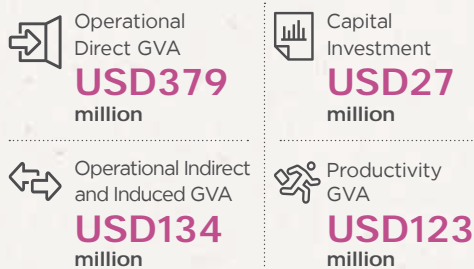 Operational
Direct GVA
USD379
million
Capital
Investment
USD27
million
Operational Indirect
and Induced GVA
USD134
million
Productivity
GVA
USD123
million